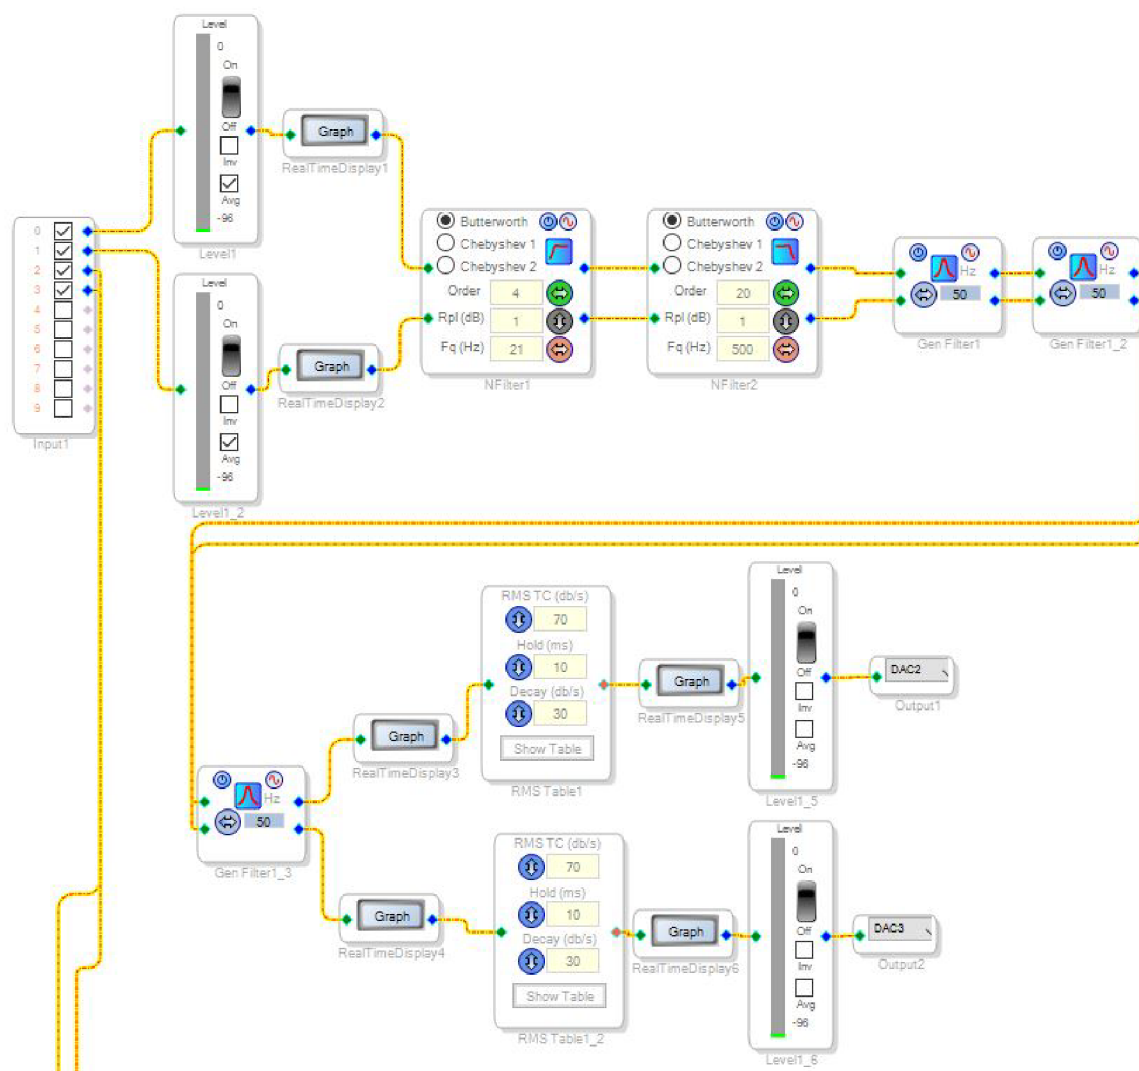 Level
0
On
Off
Inv
Avg
-96
Level1
Graph
RealTimeDisplay1
0
1
2
3
4
5
6
7
8
9
Input1
Level
0
On
Off
Inv
Avg
-96
Level1_2
Graph
RealTimeDisplay2
Butterworth
Chebyshev 1
Chebyshev 2
Order 4
Rpl (dB) 1
Fq (Hz) 21
NFilter1
Butterworth
Chebyshev 1
Chebyshev 2
Order 20
Rpl (dB) 1
Fq (Hz) 500
NFilter2
Hz
50
Gen Filter1
Hz
50
Gen Filter1_2
Hz
50
Gen Filter1_3
Graph
RealTimeDisplay3
RMS TC (db/s)
70
Hold (ms)
10
Decay (db/s)
30
Show Table
RMS Table1
Graph
RealTimeDisplay5
Level
0
On
Off
Inv
Avg
-96
Level1_5
DAC2
Output1
Graph
RealTimeDisplay4
RMS TC (db/s)
70
Hold (ms)
10
Decay (db/s)
30
Show Table
RMS Table1_2
Graph
RealTimeDisplay6
Level
0
On
Off
Inv
Avg
-96
Level1_6
DAC3
Output2